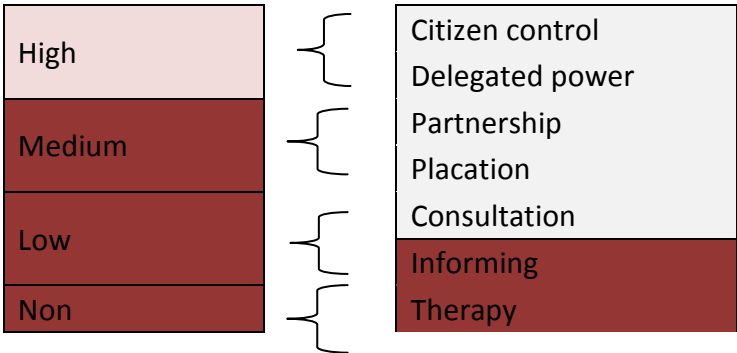 High
Medium
Low
Non
Citizen control
Delegated power
Partnership
Placation
Consultation
Informing
Therapy